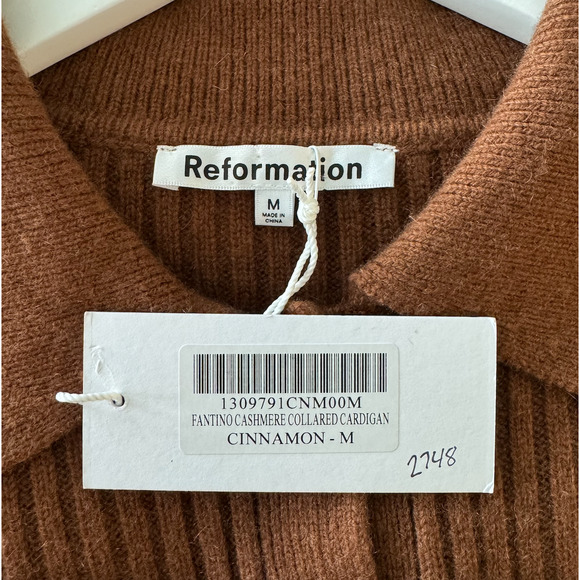 Reformation
M
MADE IN
CHINA
1309791CNM00M
FANTINO CASHMERE COLLARED CARDIGAN
CINNAMON - M
2748